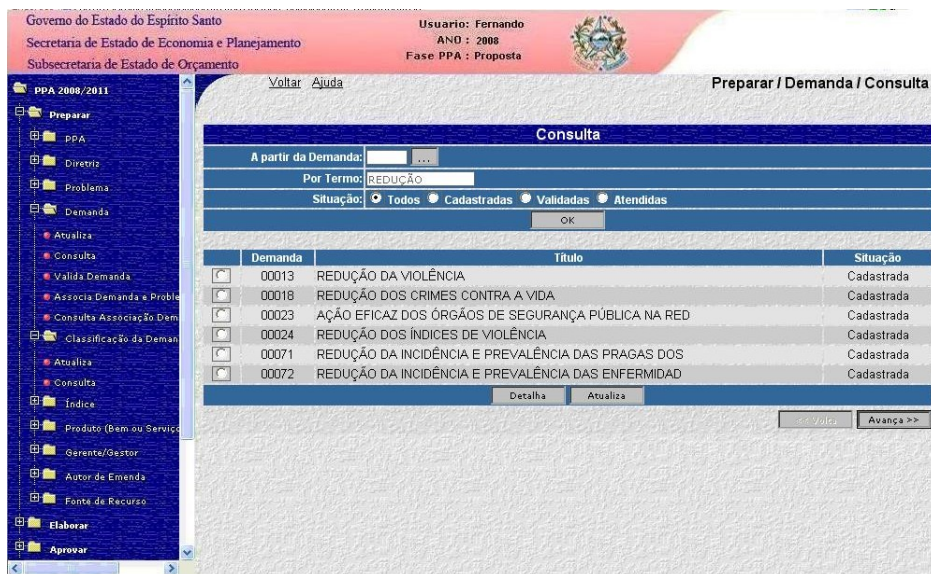 Governo do Estado do Espírito Santo
Secretaria de Estado de Economia e Planejamento
Subsecretaria de Estado de Orçamento
Usuario: Fernando
ANO : 2008
Fase PPA : Proposta
Voltar Ajuda
Preparar / Demanda / Consulta
PPA 2008/2011
Preparar
PPA
Diretriz
Problema
Demanda
Atualiza
Consulta
Valida Demanda
Associa Demanda e Proble
Consulta Associação Dem
Classificação da Deman
Atualiza
Consulta
Índice
Produto (Bem ou Serviço
Gerente/Gestor
Autor de Emenda
Fonte de Recurso
Elaborar
Aprovar
Consulta
A partir da Demanda: ...
Por Termo: REDUÇÃO
Situação: Todos Cadastradas Validadas Atendidas
OK
Demanda Título Situação
00013 REDUÇÃO DA VIOLÊNCIA Cadastrada
00018 REDUÇÃO DOS CRIMES CONTRA A VIDA Cadastrada
00023 AÇÃO EFICAZ DOS ÓRGÃOS DE SEGURANÇA PÚBLICA NA RED Cadastrada
00024 REDUÇÃO DOS ÍNDICES DE VIOLÊNCIA Cadastrada
00071 REDUÇÃO DA INCIDÊNCIA E PREVALÊNCIA DAS PRAGAS DOS Cadastrada
00072 REDUÇÃO DA INCIDÊNCIA E PREVALÊNCIA DAS ENFERMIDAD Cadastrada
Detalha Atualiza
<< Volta Avança >>